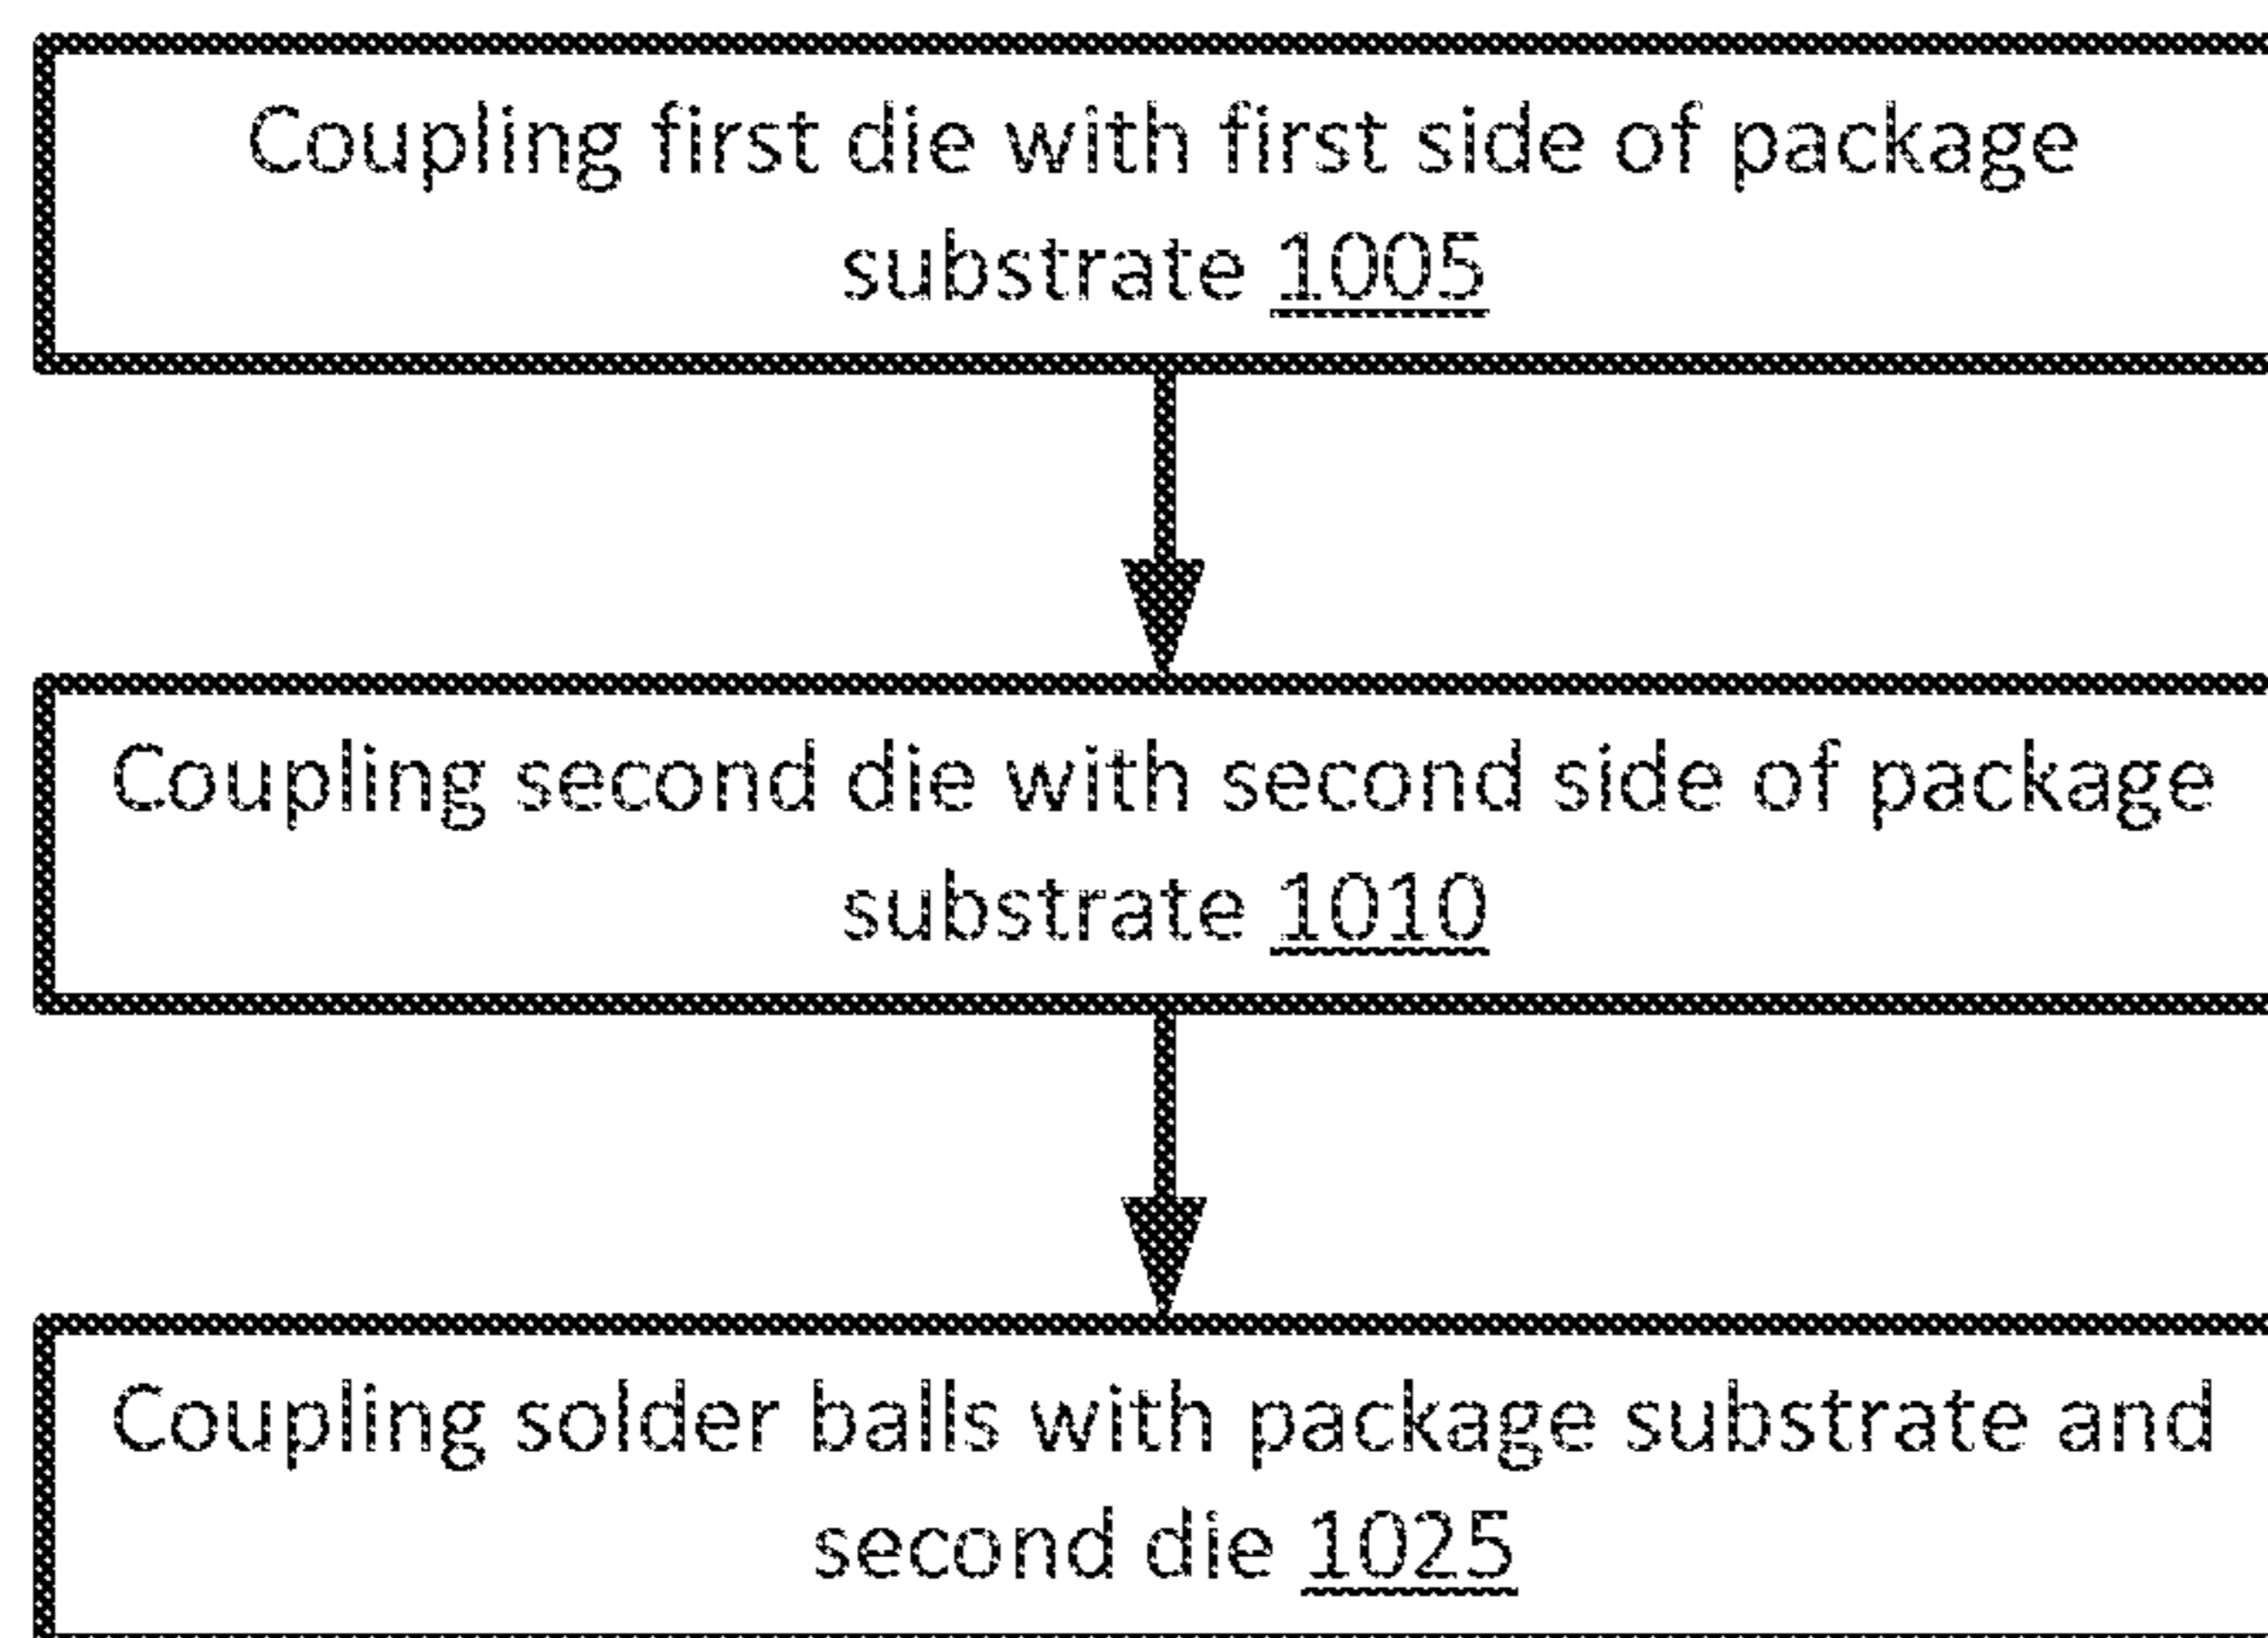 Coupling first die with first side of package
substrate 1005
Coupling second die with second side of package
substrate 1010
Coupling solder balls with package substrate and
second die 1025